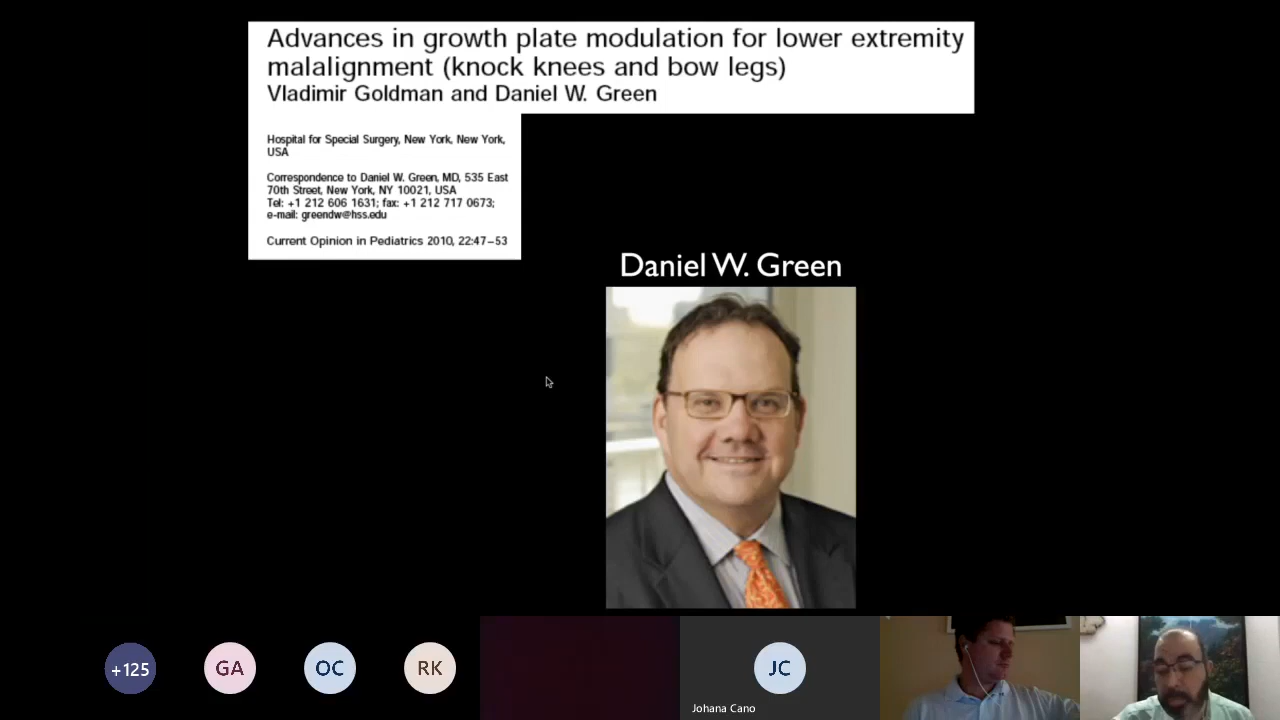 Advances in growth plate modulation for lower extremity
malalignment (knock knees and bow legs)
Vladimir Goldman and Daniel W. Green
Hospital for Special Surgery, New York, New York,
USA
Correspondence to Daniel W. Green, MD, 535 East
70th Street, New York, NY 10021, USA
Tel: +1 212 606 1631; fax: +1 212 717 0673;
e-mail: greendw@hss.edu
Current Opinion in Pediatrics 2010, 22:47–53
Daniel W. Green
+125
GA
OC
RK
JC
Johana Cano